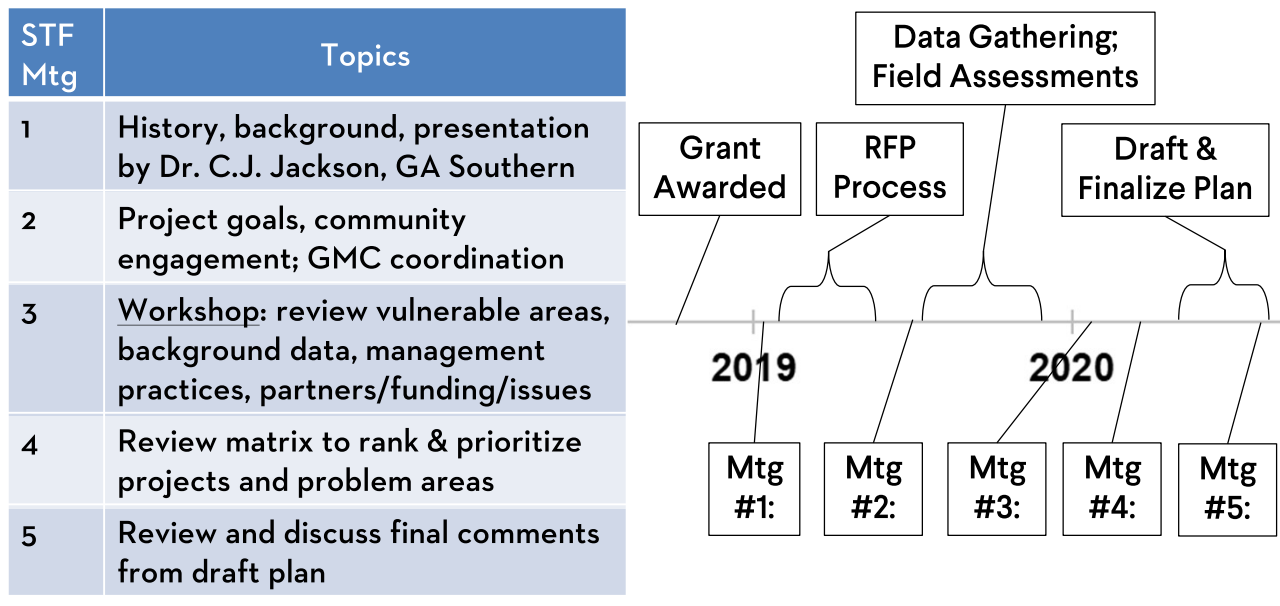 STF
Mtg
Topics
1
History, background, presentation
by Dr. C.J. Jackson, GA Southern
2
Project goals, community
engagement; GMC coordination
3
Workshop: review vulnerable areas,
background data, management
practices, partners/funding/issues
4
Review matrix to rank & prioritize
projects and problem areas
5
Review and discuss final comments
from draft plan
Data Gathering;
Field Assessments
Grant
Awarded
RFP
Process
Draft &
Finalize Plan
2019
2020
Mtg
#1:
Mtg
#2:
Mtg
#3:
Mtg
#4:
Mtg
#5: